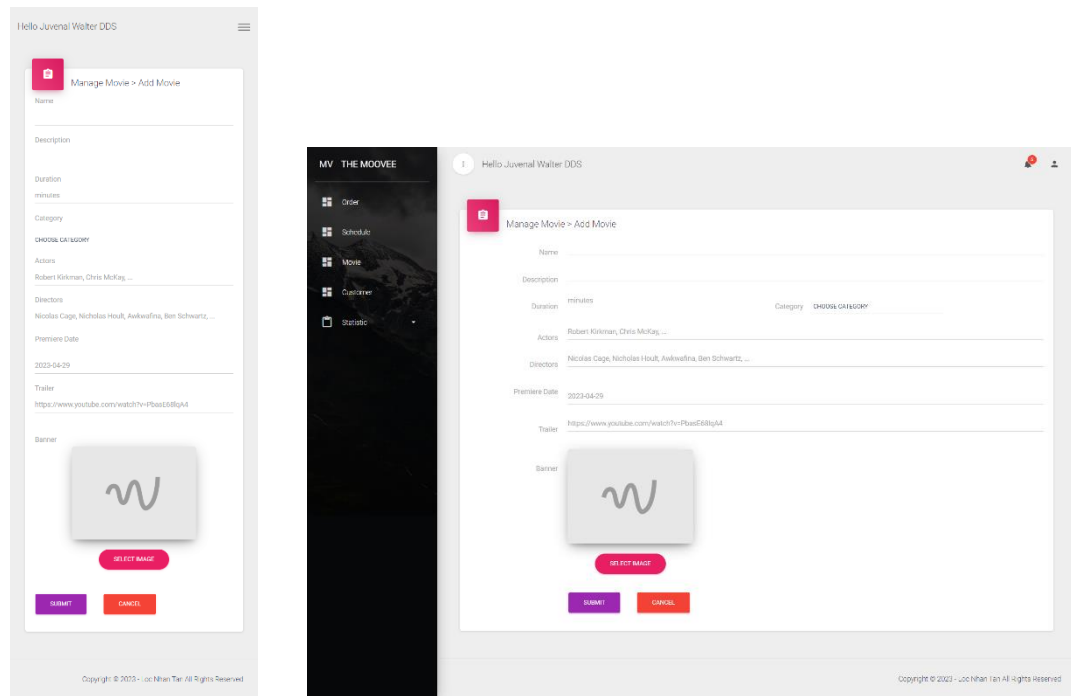 Hello Juvenal Walter DDS
Manage Movie > Add Movie
Name
Description
Duration
minutes
Category
CHOOSE CATEGORY
Actors
Robert Kirkman, Chris McKay, ...
Directors
Nicolas Cage, Nicholas Hoult, Awkwafina, Ben Schwartz, ...
Premiere Date
2023-04-29
Trailer
https://www.youtube.com/watch?v=PbasE68lqA4
Banner
SELECT IMAGE
SUBMIT CANCEL
Copyright © 2023 - Loc Nhan Tan All Rights Reserved
MV THE MOOVEE
Order
Schedule
Movie
Customer
Statistic
Hello Juvenal Walter DDS
Manage Movie > Add Movie
Name
Description
Duration minutes Category CHOOSE CATEGORY
Actors Robert Kirkman, Chris McKay, ...
Directors Nicolas Cage, Nicholas Hoult, Awkwafina, Ben Schwartz, ...
Premiere Date 2023-04-29
Trailer https://www.youtube.com/watch?v=PbasE68lqA4
Banner
SELECT IMAGE
SUBMIT CANCEL
Copyright © 2023 - Loc Nhan Tan All Rights Reserved